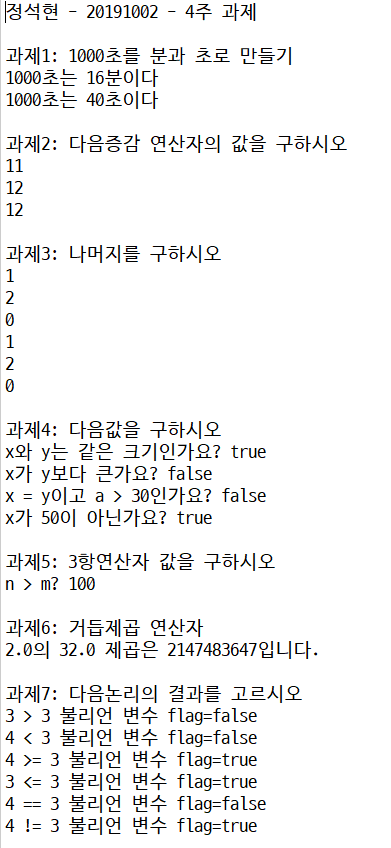 정석현 - 20191002 - 4주 과제
과제1: 1000초를 분과 초로 만들기
1000초는 16분이다
1000초는 40초이다
과제2: 다음증감 연산자의 값을 구하시오
11
12
12
과제3: 나머지를 구하시오
1
2
0
1
2
0
과제4: 다음값을 구하시오
x와 y는 같은 크기인가요? true
x가 y보다 큰가요? false
x = y이고 a > 30인가요? false
x가 50이 아닌가요? true
과제5: 3항연산자 값을 구하시오
n > m? 100
과제6: 거듭제곱 연산자
2.0의 32.0 제곱은 2147483647입니다.
과제7: 다음논리의 결과를 고르시오
3 > 3 불리언 변수 flag=false
4 < 3 불리언 변수 flag=false
4 >= 3 불리언 변수 flag=true
3 <= 3 불리언 변수 flag=true
4 == 3 불리언 변수 flag=false
4 != 3 불리언 변수 flag=true